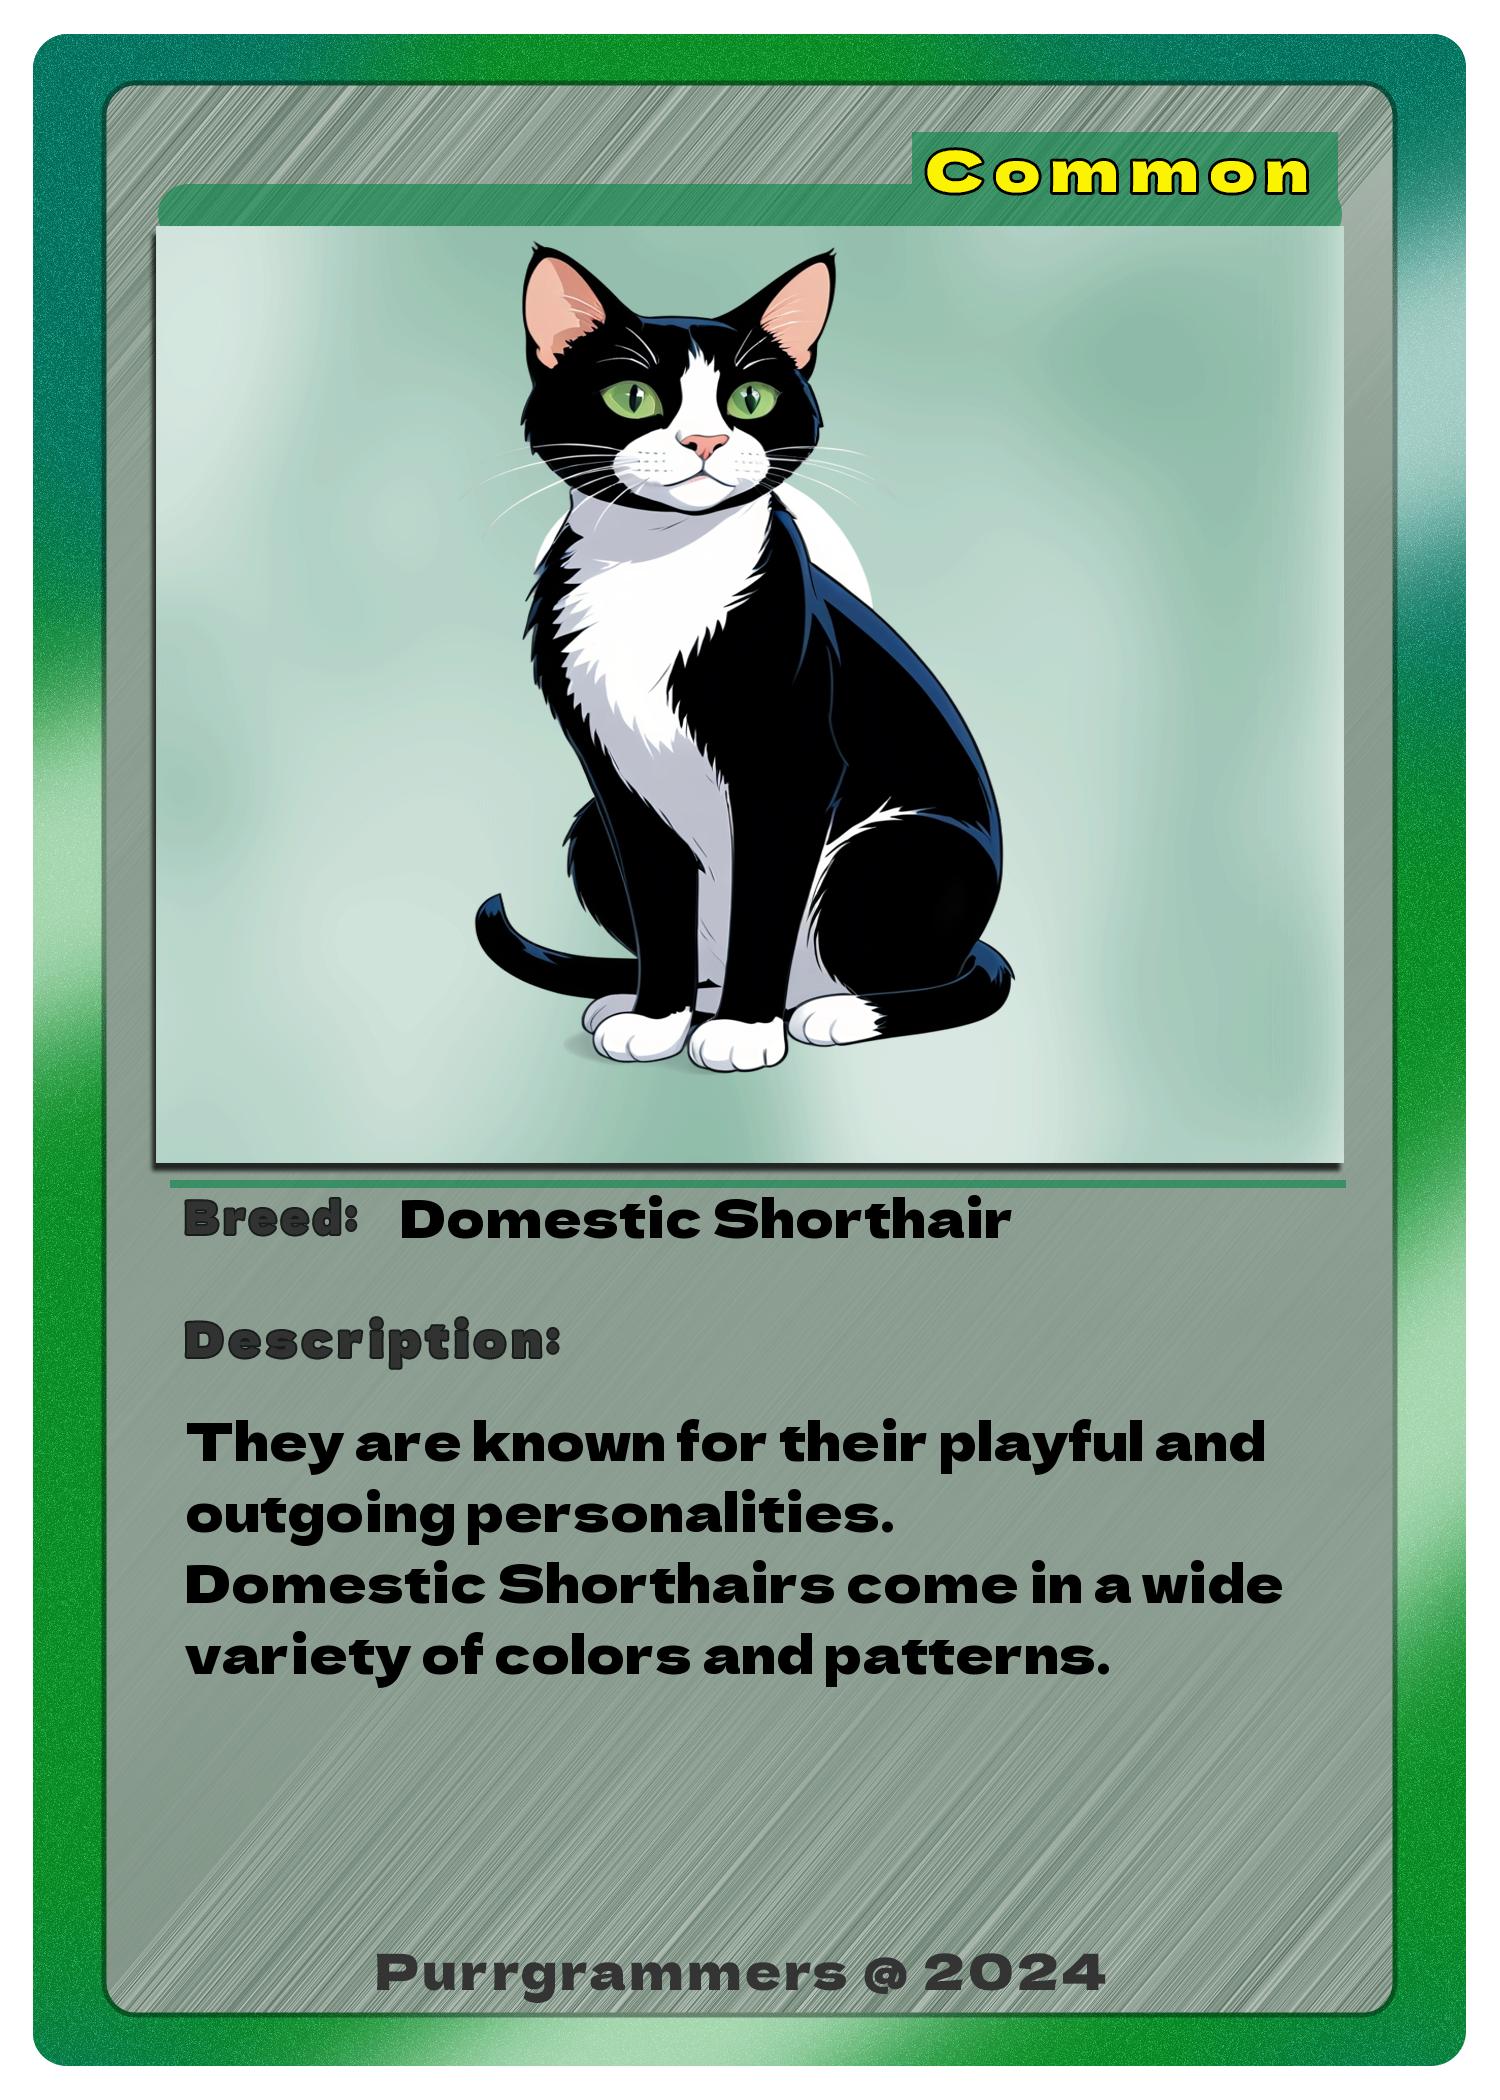 Common
Breed: Domestic Shorthair
Description:
They are known for their playful and
outgoing personalities.
Domestic Shorthairs come in a wide
variety of colors and patterns.
Purrgrammers @ 2024